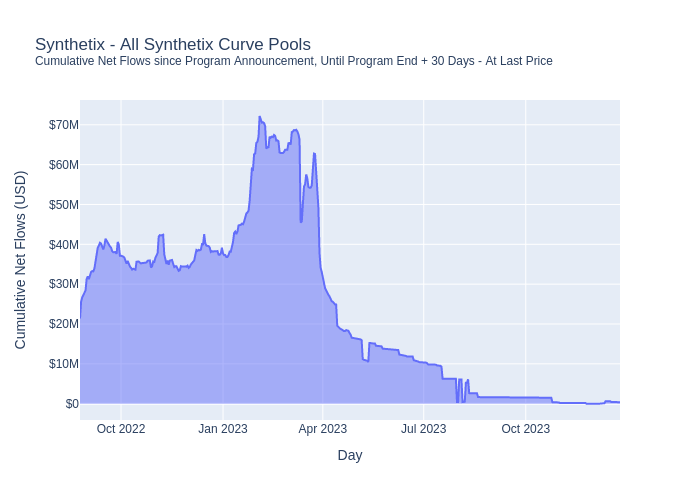 Synthetix - All Synthetix Curve Pools
Cumulative Net Flows since Program Announcement, Until Program End + 30 Days - At Last Price
$70M
$60M
$50M
$40M
$30M
$20M
$10M
$0
Cumulative Net Flows (USD)
Oct 2022
Jan 2023
Apr 2023
Jul 2023
Oct 2023
Day